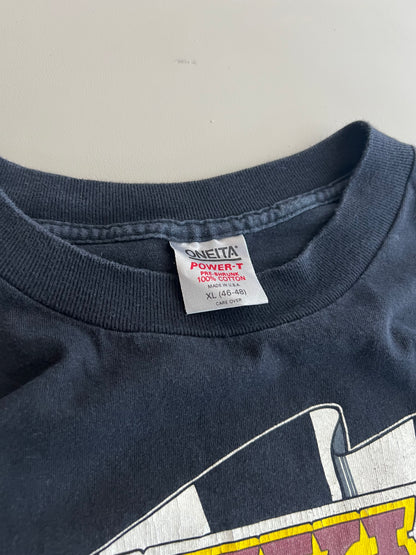 ONEITA®
POWER-T
PRE-SHRUNK
100% COTTON
MADE IN U.S.A.
XL (46-48)
CARE OVER